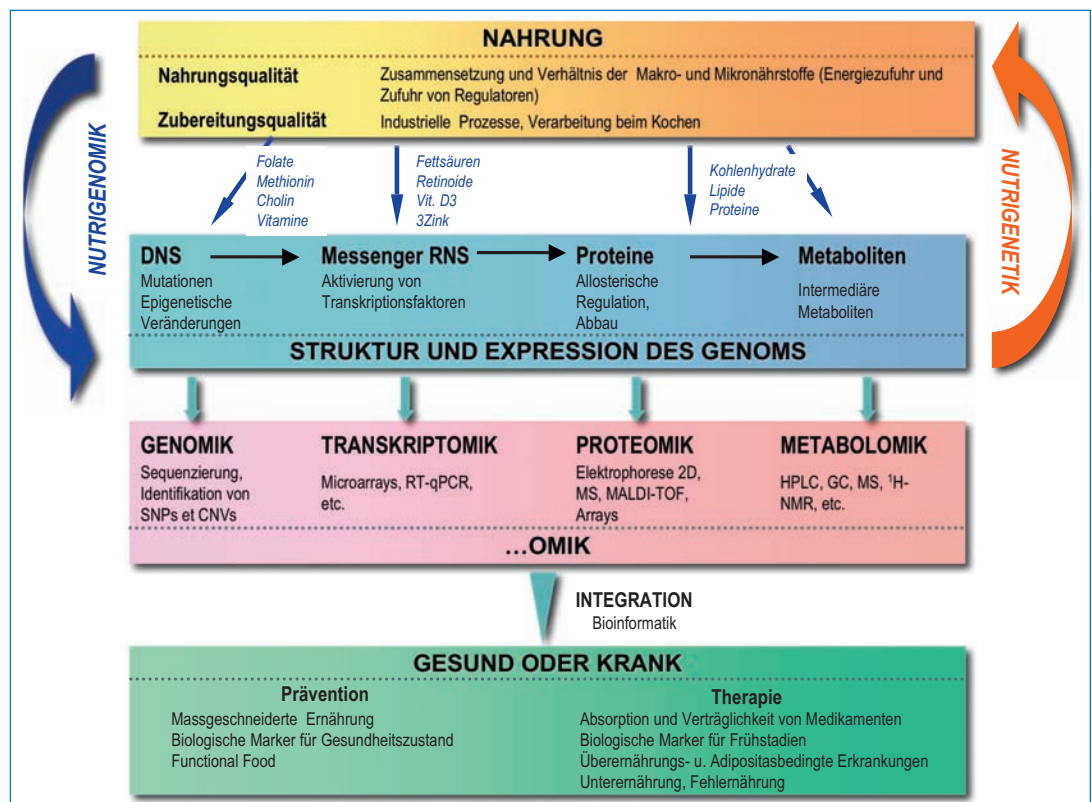 NAHRUNG
Nahrungsqualität
Zusammensetzung und Verhältnis der Makro- und Mikronährstoffe (Energiezufuhr und
Zufuhr von Regulatoren)
Zubereitungsqualität
Industrielle Prozesse, Verarbeitung beim Kochen
NUTRIGENOMIK
NUTRIGENETIK
Folate
Methionin
Cholin
Vitamine
Fettsäuren
Retinoide
Vit. D3
3Zink
Kohlenhydrate
Lipide
Proteine
DNS
Mutationen
Epigenetische
Veränderungen
Messenger RNS
Aktivierung von
Transkriptionsfaktoren
Proteine
Allosterische
Regulation,
Abbau
Metaboliten
Intermediäre
Metaboliten
STRUKTUR UND EXPRESSION DES GENOMS
GENOMIK
Sequenzierung,
Identifikation von
SNPs et CNVs
TRANSKRIPTOMIK
Microarrays, RT-qPCR,
etc.
PROTEOMIK
Elektrophorese 2D,
MS, MALDI-TOF,
Arrays
METABOLOMIK
HPLC, GC, MS, ¹H-
NMR, etc.
...OMIK
INTEGRATION
Bioinformatik
GESUND ODER KRANK
Prävention
Massgeschneiderte Ernährung
Biologische Marker für Gesundheitszustand
Functional Food
Therapie
Absorption und Verträglichkeit von Medikamenten
Biologische Marker für Frühstadien
Überernährungs- u. Adipositasbedingte Erkrankungen
Unterernährung, Fehlernährung